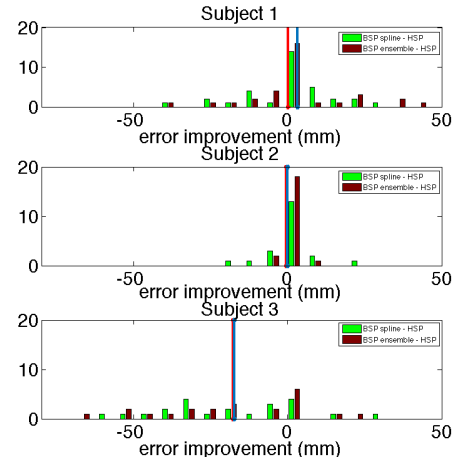 Subject 1
20
BSP spline - HSP
BSP ensemble - HSP
10
0
-50
0
50
error improvement (mm)
Subject 2
20
BSP spline - HSP
BSP ensemble - HSP
10
0
-50
0
50
error improvement (mm)
Subject 3
20
BSP spline - HSP
BSP ensemble - HSP
10
0
-50
0
50
error improvement (mm)